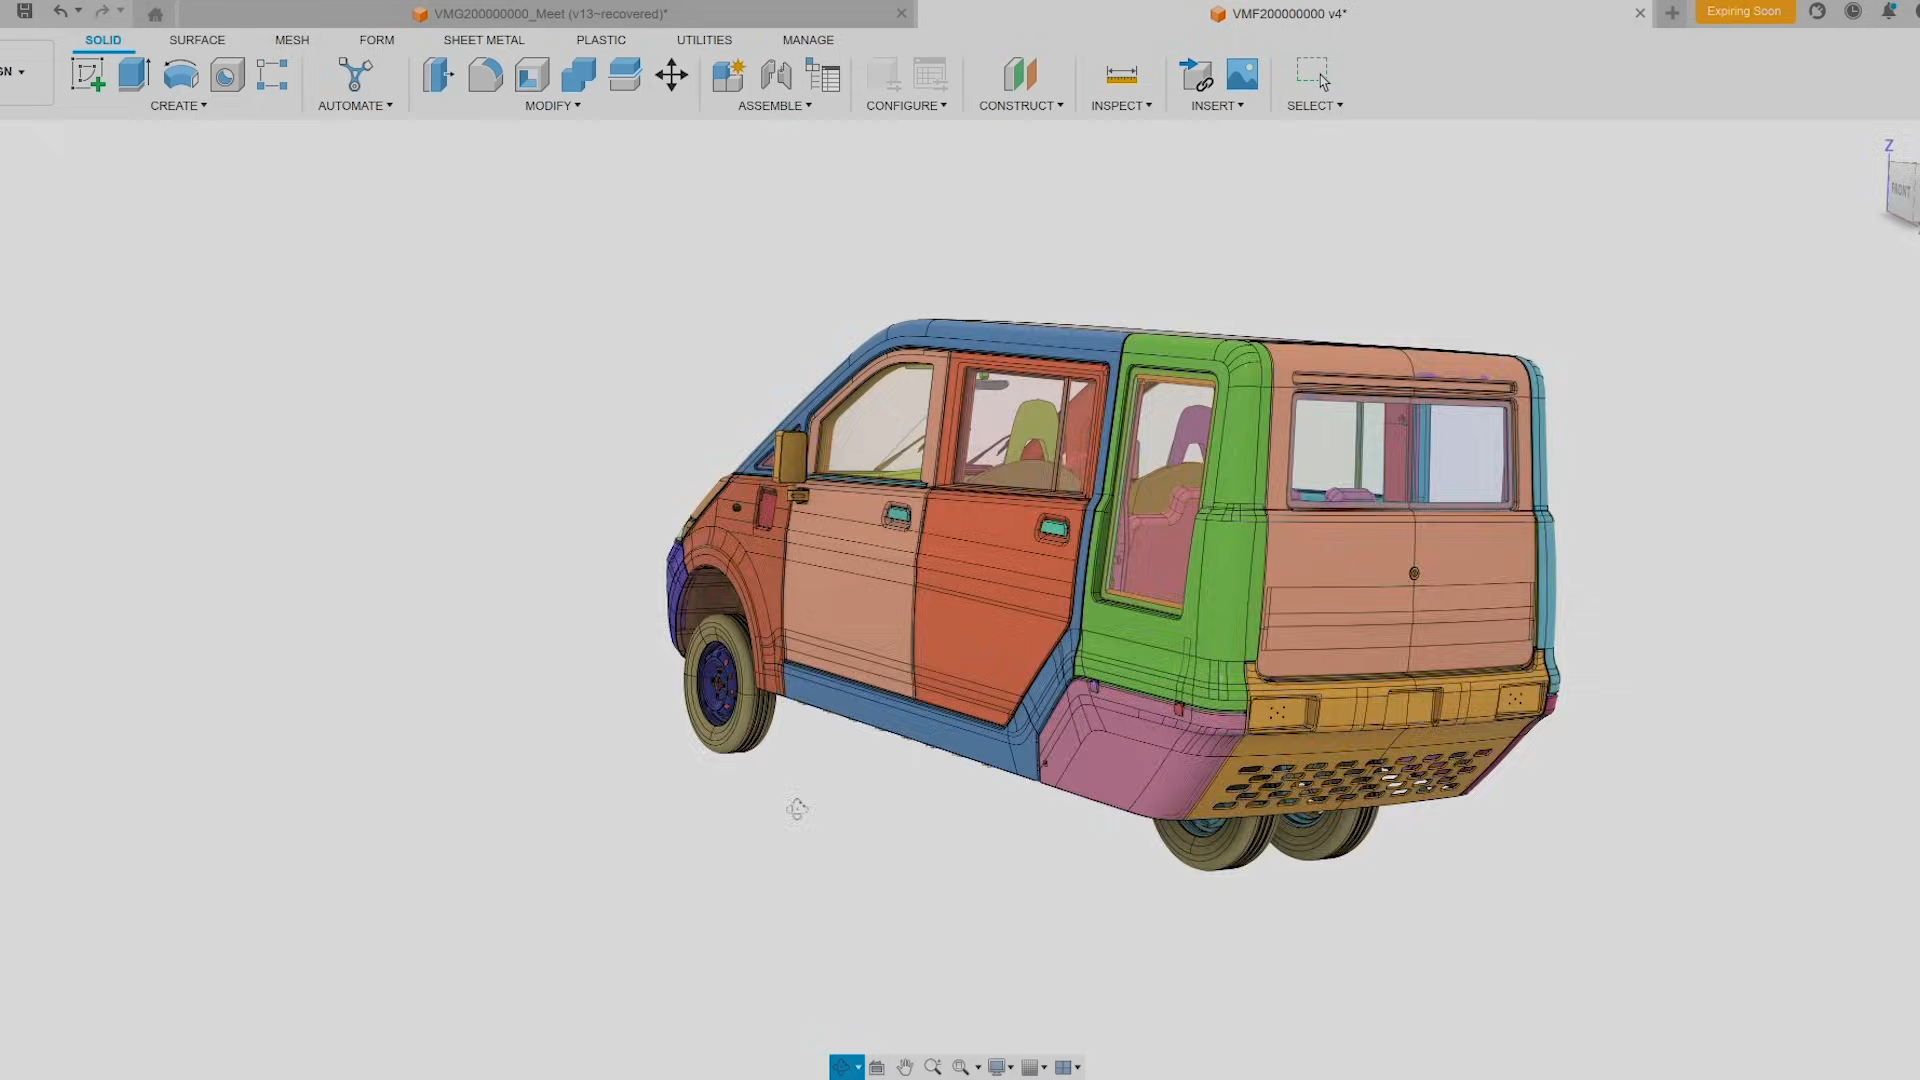 VMG200000000_Meet (v13~recovered)*
VMF200000000 v4*
Expiring Soon
SOLID SURFACE MESH FORM SHEET METAL PLASTIC UTILITIES MANAGE
GN
CREATE AUTOMATE MODIFY ASSEMBLE CONFIGURE CONSTRUCT INSPECT INSERT SELECT
Z
FRONT